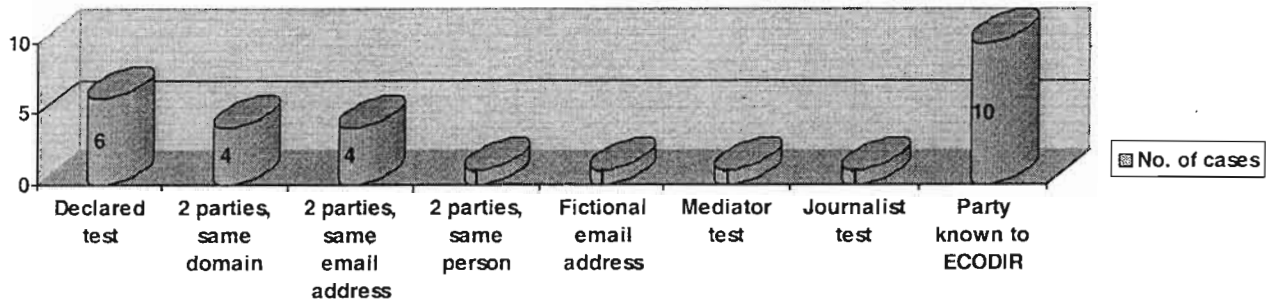 10
5
0
6
4
4
10
No. of cases
Declared test
2 parties, same domain
2 parties, same email address
2 parties, same person
Fictional email address
Mediator test
Journalist test
Party known to ECODIR